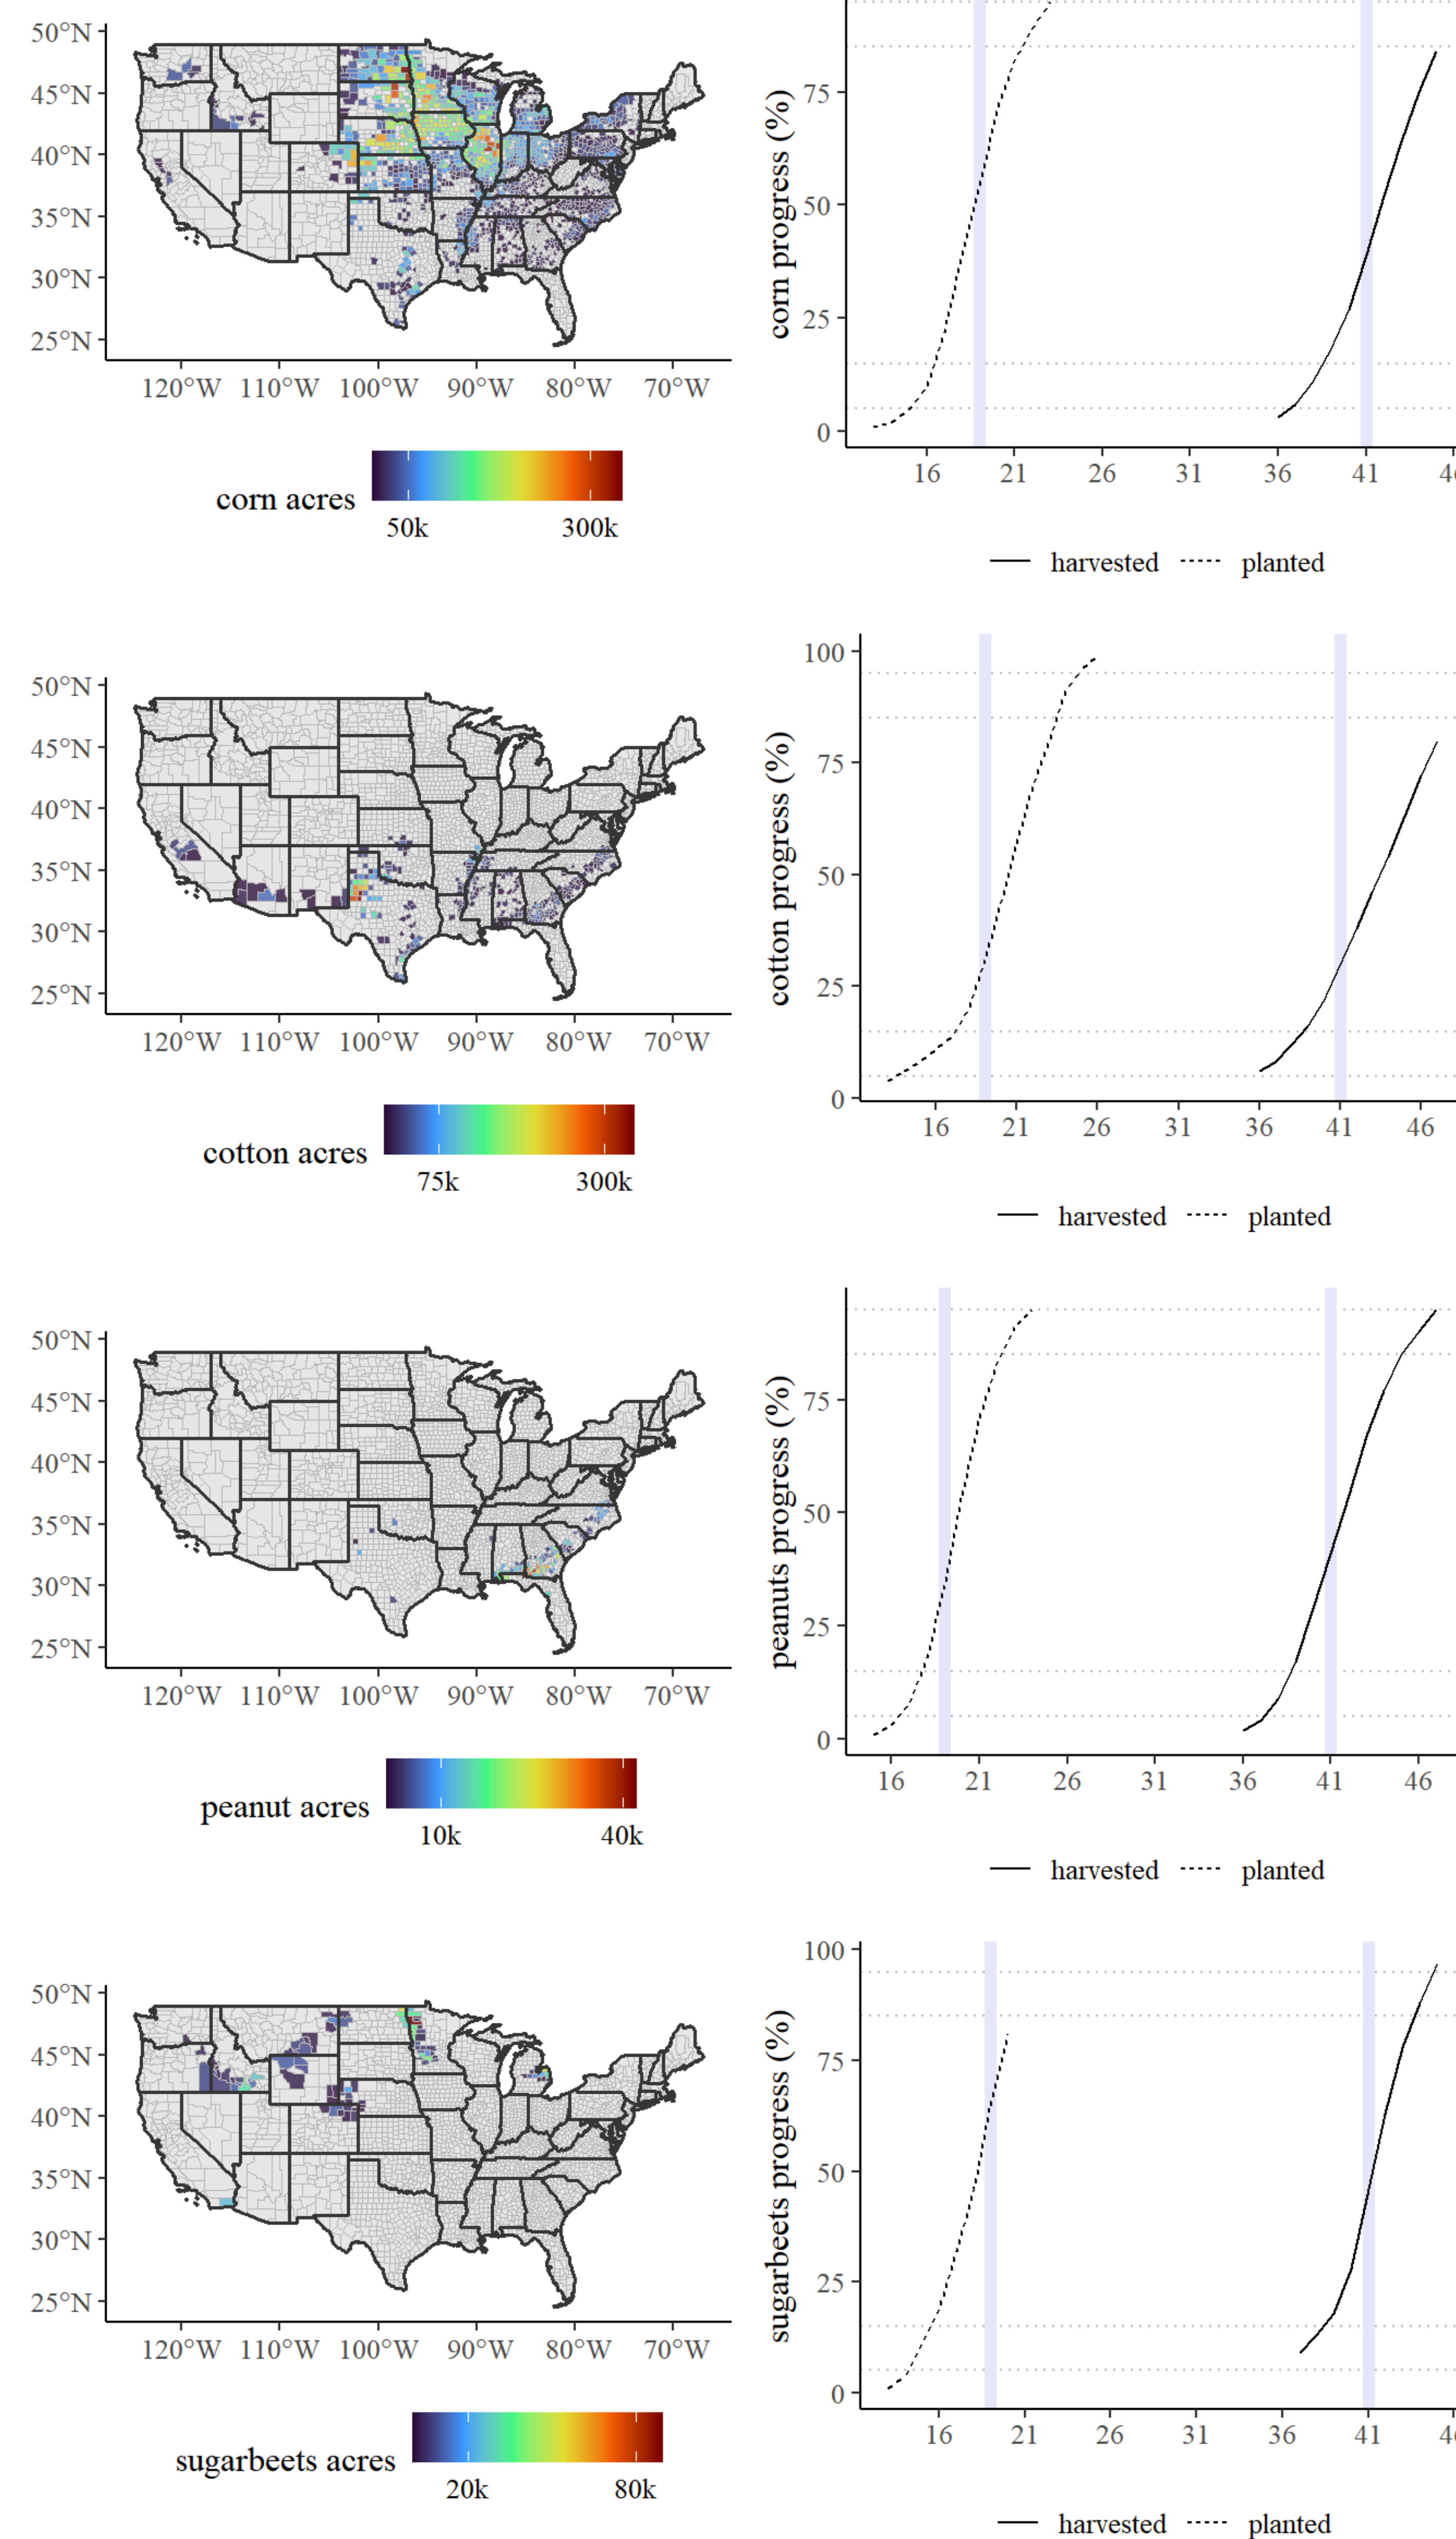 50°N
45°N
40°N
35°N
30°N
25°N
120°W 110°W 100°W 90°W 80°W 70°W
corn acres
50k 300k
corn progress (%)
75
50
25
0
16 21 26 31 36 41
harvested planted
50°N
45°N
40°N
35°N
30°N
25°N
120°W 110°W 100°W 90°W 80°W 70°W
cotton acres
75k 300k
cotton progress (%)
100
75
50
25
0
16 21 26 31 36 41 46
harvested planted
50°N
45°N
40°N
35°N
30°N
25°N
120°W 110°W 100°W 90°W 80°W 70°W
peanut acres
10k 40k
peanuts progress (%)
75
50
25
0
16 21 26 31 36 41 46
harvested planted
50°N
45°N
40°N
35°N
30°N
25°N
120°W 110°W 100°W 90°W 80°W 70°W
sugarbeets acres
20k 80k
sugarbeets progress (%)
100
75
50
25
0
16 21 26 31 36 41
harvested planted